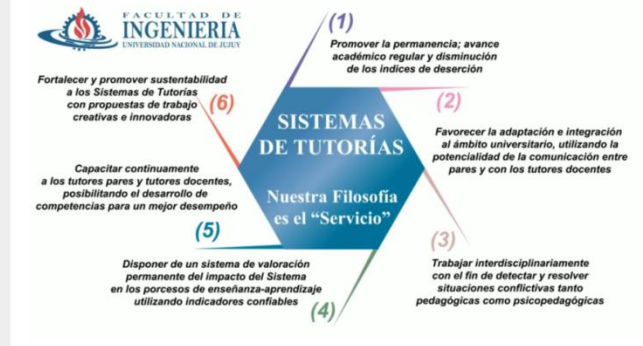 FACULTAD DE
INGENIERIA
UNIVERSIDAD NACIONAL DE JUJUY
(1)
Promover la permanencia; avance
académico regular y disminución
de los indices de deserción
(2)
Favorecer la adaptación e integración
al ámbito universitario, utilizando la
potencialidad de la comunicación entre
pares y con los tutores docentes
(3)
Trabajar interdisciplinariamente
con el fin de detectar y resolver
situaciones conflictivas tanto
pedagógicas como psicopedagógicas
(4)
Disponer de un sistema de valoración
permanente del impacto del Sistema
en los porcesos de enseñanza-aprendizaje
utilizando indicadores confiables
(5)
Capacitar continuamente
a los tutores pares y tutores docentes,
posibilitando el desarrollo de
competencias para un mejor desempeño
(6)
Fortalecer y promover sustentabilidad
a los Sistemas de Tutorías
con propuestas de trabajo
creativas e innovadoras
SISTEMAS
DE TUTORÍAS
Nuestra Filosofía
es el “Servicio”